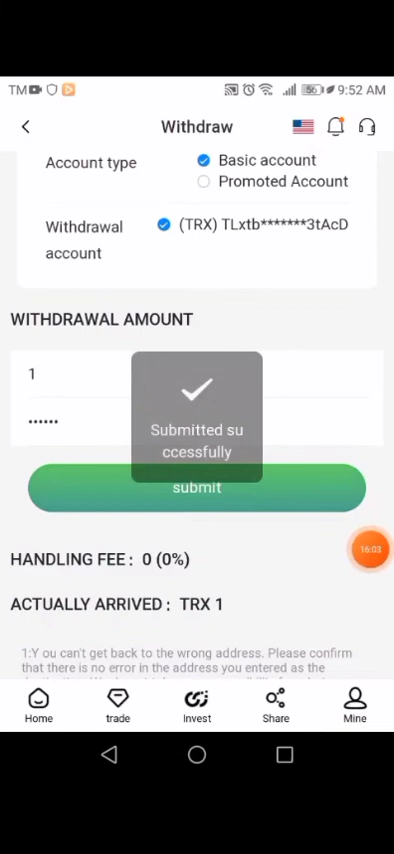 TM 56 9:52 AM
Withdraw
Account type
Basic account
Promoted Account
Withdrawal account
(TRX) TLxtb*******3tAcD
WITHDRAWAL AMOUNT
1
••••••
Submitted su
ccessfully
submit
16:03
HANDLING FEE : 0 (0%)
ACTUALLY ARRIVED : TRX 1
1:Y ou can't get back to the wrong address. Please confirm
that there is no error in the address you entered as the
Home trade Invest Share Mine